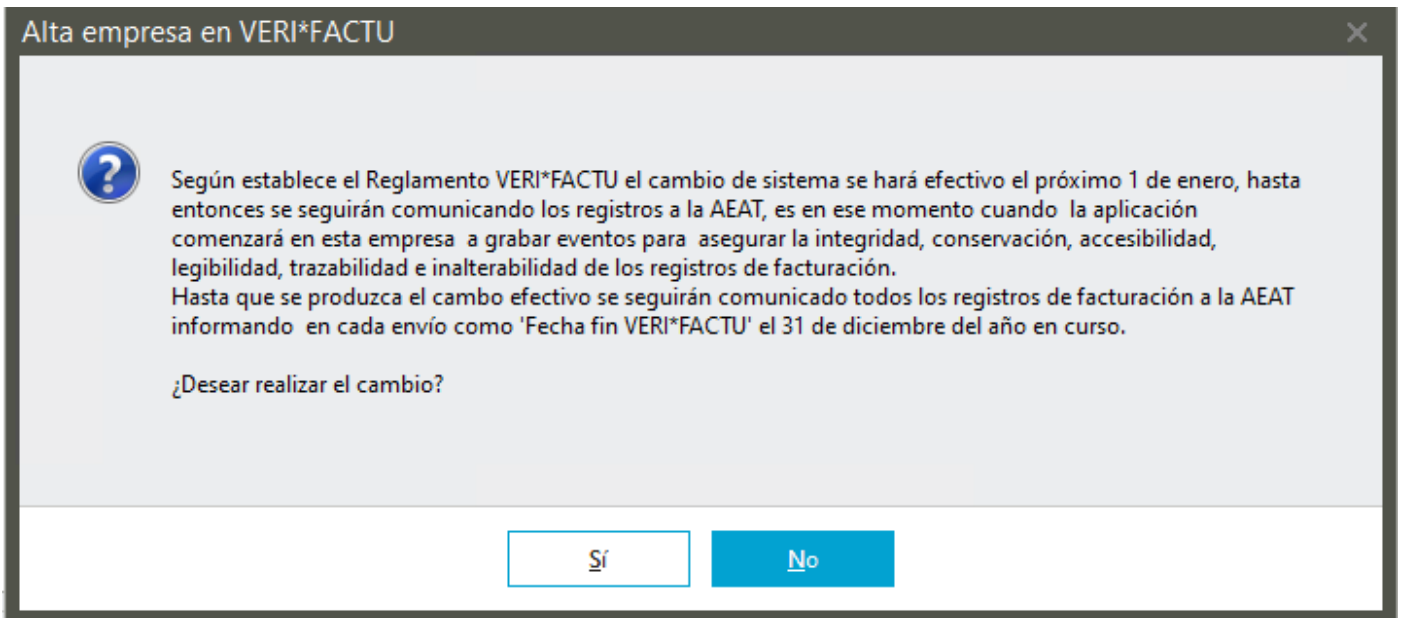 Alta empresa en VERI*FACTU
Según establece el Reglamento VERI*FACTU el cambio de sistema se hará efectivo el próximo 1 de enero, hasta
entonces se seguirán comunicando los registros a la AEAT, es en ese momento cuando  la aplicación
comenzará en esta empresa  a grabar eventos para  asegurar la integridad, conservación, accesibilidad,
legibilidad, trazabilidad e inalterabilidad de los registros de facturación.
Hasta que se produzca el cambo efectivo se seguirán comunicado todos los registros de facturación a la AEAT
informando  en cada envío como 'Fecha fin VERI*FACTU' el 31 de diciembre del año en curso.
¿Desear realizar el cambio?
Sí
No